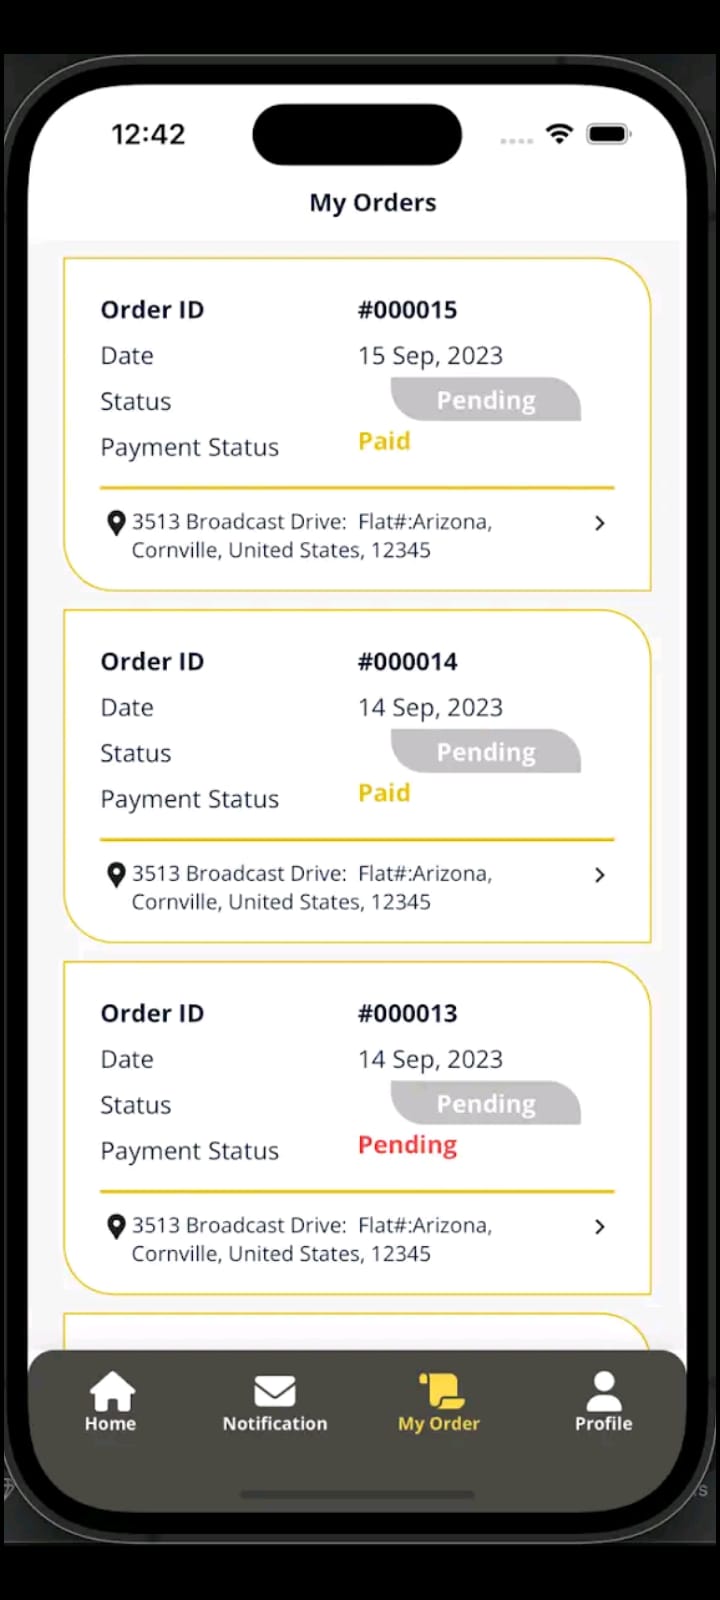 12:42
My Orders
Order ID #000015
Date 15 Sep, 2023
Status Pending
Payment Status Paid
3513 Broadcast Drive: Flat#:Arizona,
Cornville, United States, 12345
Order ID #000014
Date 14 Sep, 2023
Status Pending
Payment Status Paid
3513 Broadcast Drive: Flat#:Arizona,
Cornville, United States, 12345
Order ID #000013
Date 14 Sep, 2023
Status Pending
Payment Status Pending
3513 Broadcast Drive: Flat#:Arizona,
Cornville, United States, 12345
Home Notification My Order Profile